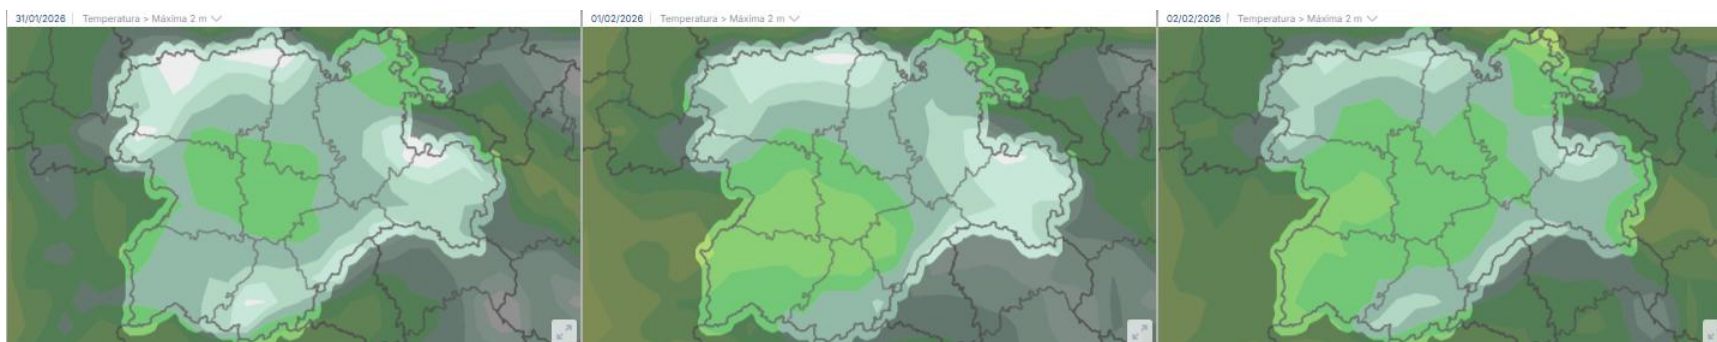 31/01/2026 Temperatura > Máxima 2 m
01/02/2026 Temperatura > Máxima 2 m
02/02/2026 Temperatura > Máxima 2 m